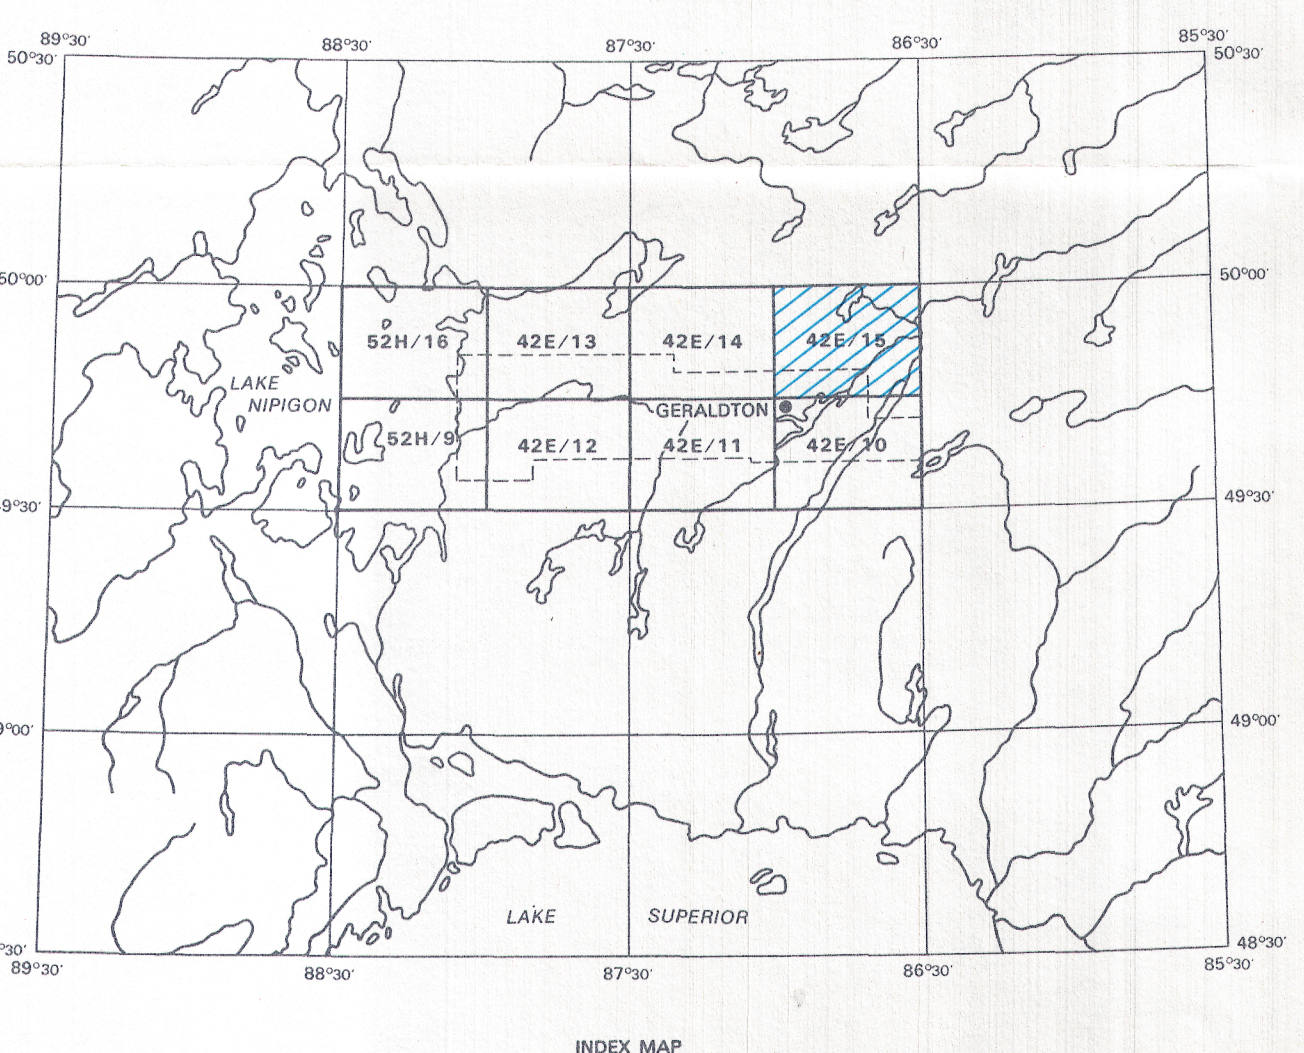 89°30′ 88°30′ 87°30′ 86°30′ 85°30′
50°30′ 50°30′
50°00′ 50°00′
52H/16 42E/13 42E/14 42E/15
LAKE
NIPIGON
GERALDTON
52H/9 42E/12 42E/11 42E/10
49°30′ 49°30′
9°00′ 49°00′
LAKE SUPERIOR
°30′ 48°30′
89°30′ 88°30′ 87°30′ 86°30′ 85°30′
INDEX MAP